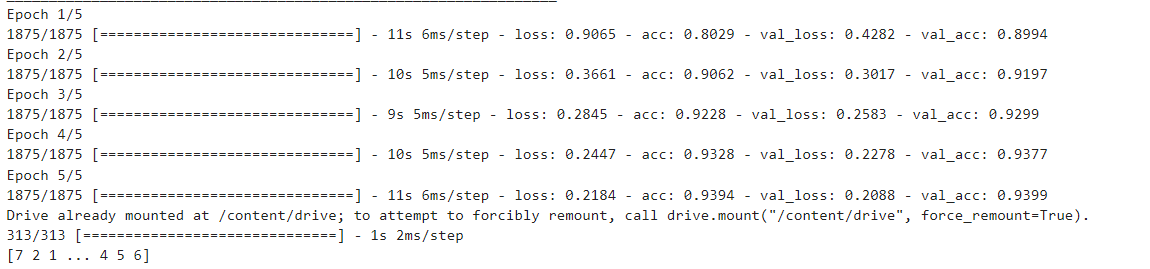 Epoch 1/5
1875/1875 [==============================] - 11s 6ms/step - loss: 0.9065 - acc: 0.8029 - val_loss: 0.4282 - val_acc: 0.8994
Epoch 2/5
1875/1875 [==============================] - 10s 5ms/step - loss: 0.3661 - acc: 0.9062 - val_loss: 0.3017 - val_acc: 0.9197
Epoch 3/5
1875/1875 [==============================] - 9s 5ms/step - loss: 0.2845 - acc: 0.9228 - val_loss: 0.2583 - val_acc: 0.9299
Epoch 4/5
1875/1875 [==============================] - 10s 5ms/step - loss: 0.2447 - acc: 0.9328 - val_loss: 0.2278 - val_acc: 0.9377
Epoch 5/5
1875/1875 [==============================] - 11s 6ms/step - loss: 0.2184 - acc: 0.9394 - val_loss: 0.2088 - val_acc: 0.9399
Drive already mounted at /content/drive; to attempt to forcibly remount, call drive.mount("/content/drive", force_remount=True).
313/313 [==============================] - 1s 2ms/step
[7 2 1 ... 4 5 6]